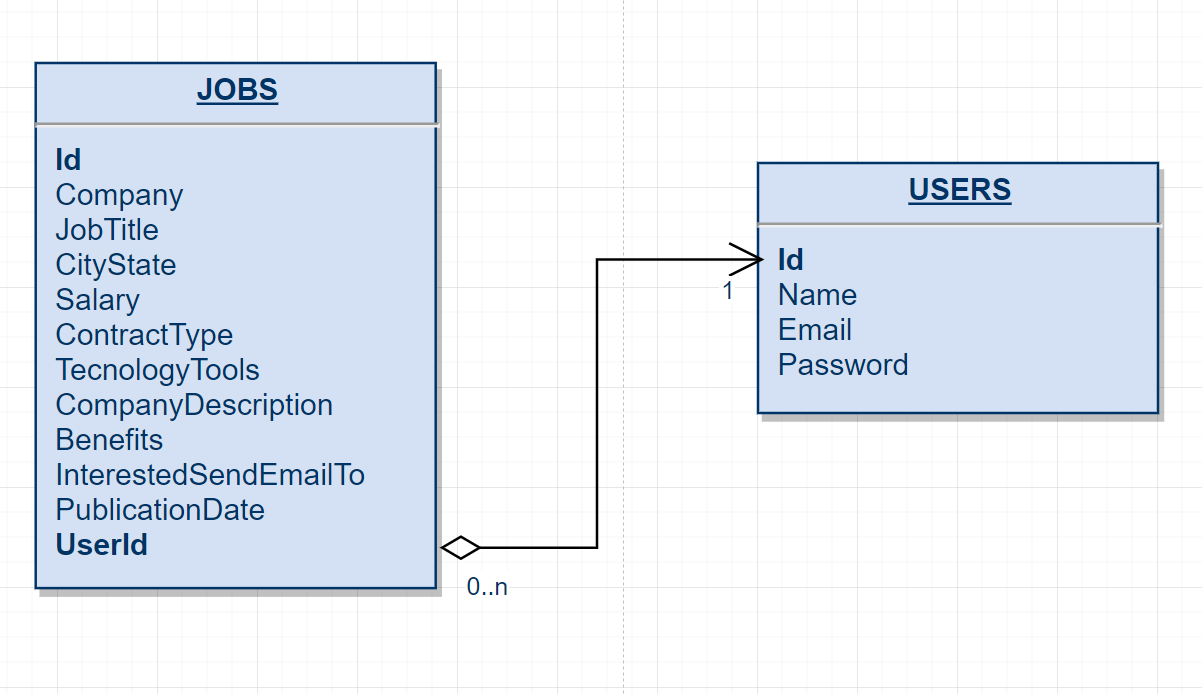 JOBS
Id
Company
JobTitle
CityState
Salary
ContractType
TecnologyTools
CompanyDescription
Benefits
InterestedSendEmailTo
PublicationDate
UserId
0..n
1
USERS
Id
Name
Email
Password